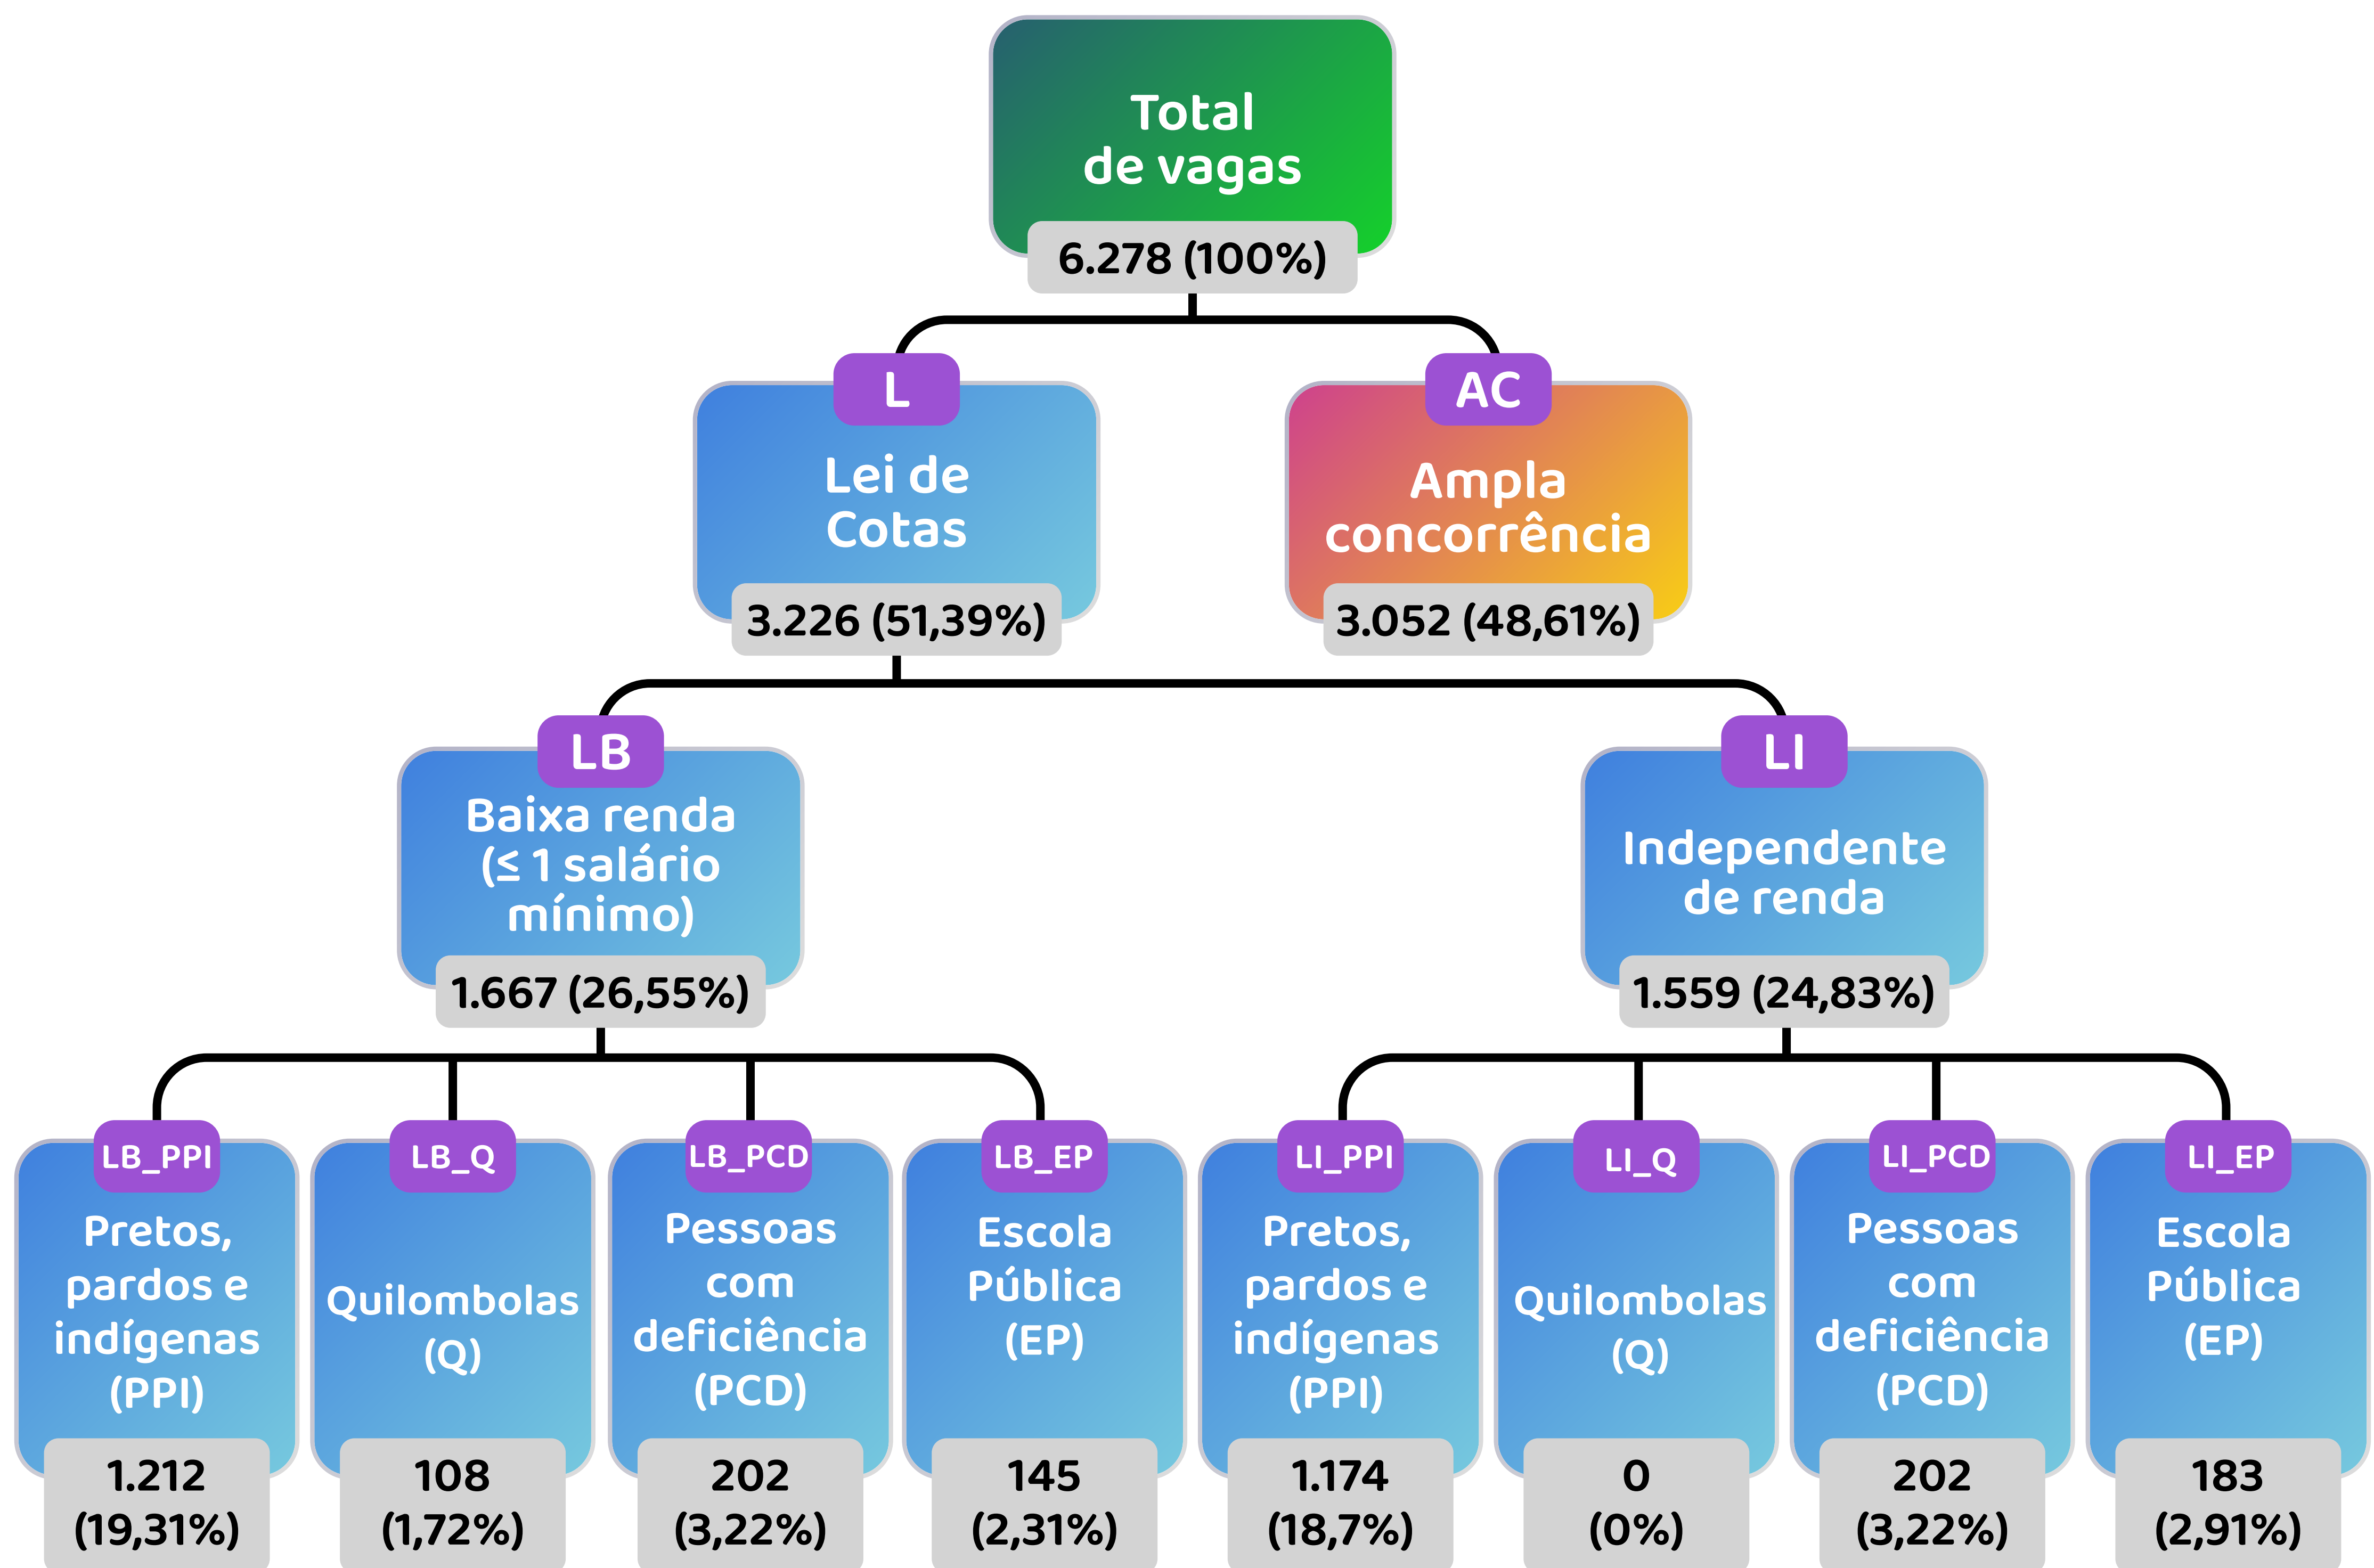 Total
de vagas
6.278 (100%)
L
Lei de
Cotas
3.226 (51,39%)
AC
Ampla
concorrência
3.052 (48,61%)
LB
Baixa renda
(≤ 1 salário
mínimo)
1.667 (26,55%)
LI
Independente
de renda
1.559 (24,83%)
LB_PPI
Pretos,
pardos e
indígenas
(PPI)
1.212
(19,31%)
LB_Q
Quilombolas
(Q)
108
(1,72%)
LB_PCD
Pessoas
com
deficiência
(PCD)
202
(3,22%)
LB_EP
Escola
Pública
(EP)
145
(2,31%)
LI_PPI
Pretos,
pardos e
indígenas
(PPI)
1.174
(18,7%)
LI_Q
Quilombolas
(Q)
0
(0%)
LI_PCD
Pessoas
com
deficiência
(PCD)
202
(3,22%)
LI_EP
Escola
Pública
(EP)
183
(2,91%)